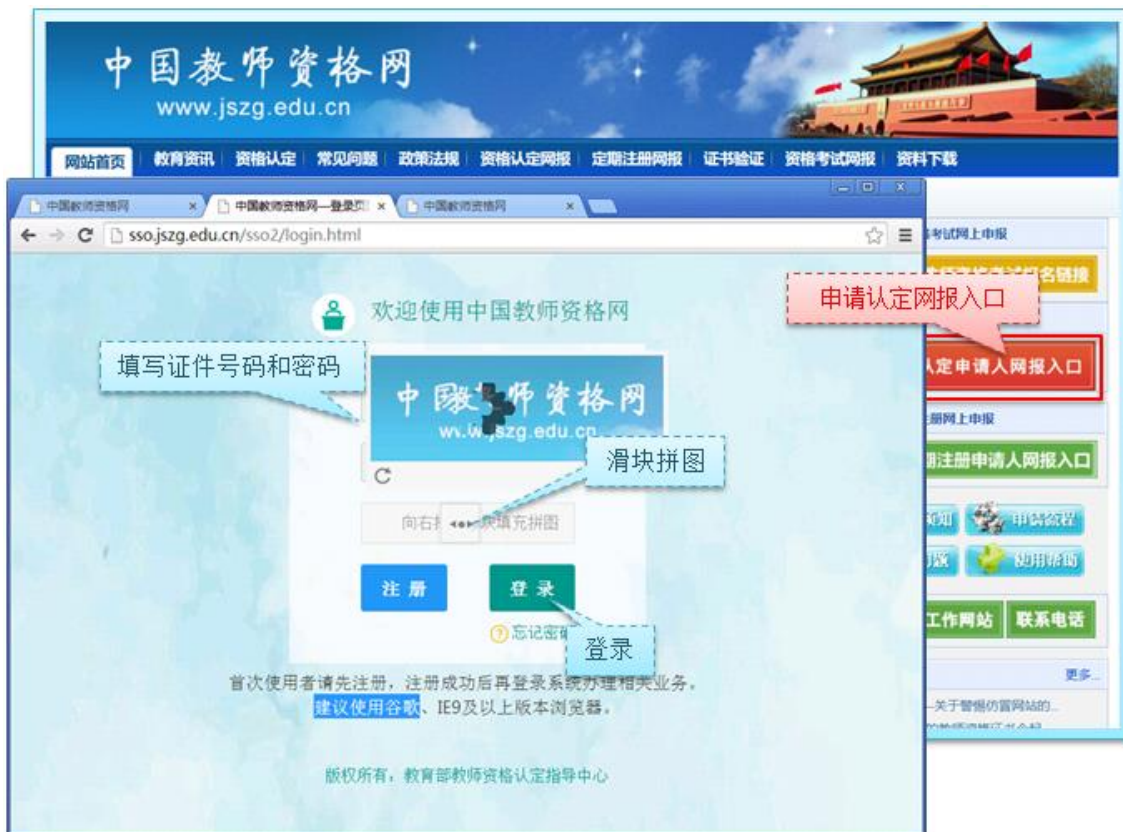 中国教师资格网
www.jszg.edu.cn
网站首页 教育资讯 资格认定 常见问题 政策法规 资格认定网报 定期注册网报 证书验证 资格考试网报 资料下载
中国教师资格网 中国教师资格网—登录页 中国教师资格网
sso.jszg.edu.cn/sso2/login.html
考试网上申报
名链接
申请认定网报入口
欢迎使用中国教师资格网
填写证件号码和密码
定申请人网报入口
中国教师资格网
www.jszg.edu.cn
册网上申报
滑块拼图
期注册申请人网报入口
向右 块填充拼图
申请流程
使用帮助
注册 登录
忘记密
登录
工作网站 联系电话
首次使用者请先注册，注册成功后再登录系统办理相关业务。
建议使用谷歌、IE9及以上版本浏览器。
更多...
—关于警惕仿冒网站的...
版权所有：教育部教师资格认定指导中心